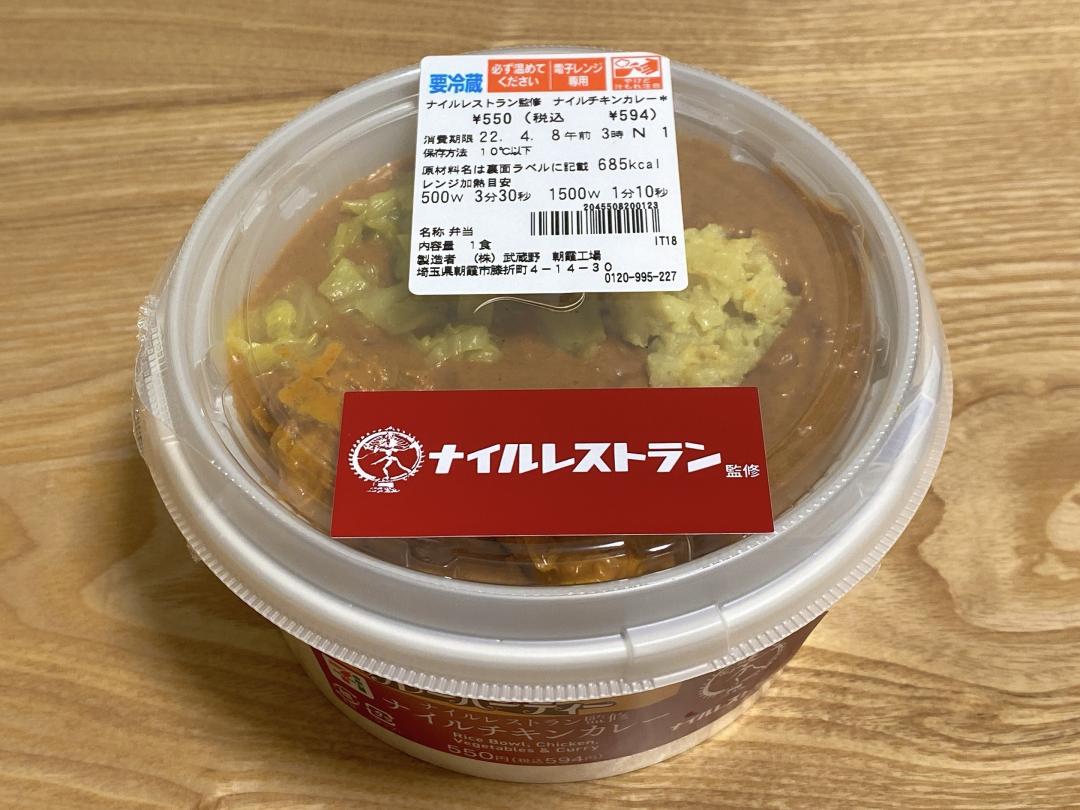 要冷蔵 必ず温めてください 電子レンジ専用 やけど汁もれ注意
ナイルレストラン監修 ナイルチキンカレー*
¥550 (税込 ¥594)
消費期限 22. 4. 8午前 3時 N 1
保存方法 10℃以下
原材料名は裏面ラベルに記載 685kcal
レンジ加熱目安
500W 3分30秒 1500W 1分10秒
2045508200123
名称 弁当
IT18
内容量 1食
製造者 (株)武蔵野 朝霞工場
埼玉県朝霞市膝折町4-14-30
0120-995-227
ナイルレストラン監修
ナイルレストラン監修
ナイルチキンカレー
Rice Bowl, Chicken,
Vegetables & Curry
550円(税込594円)